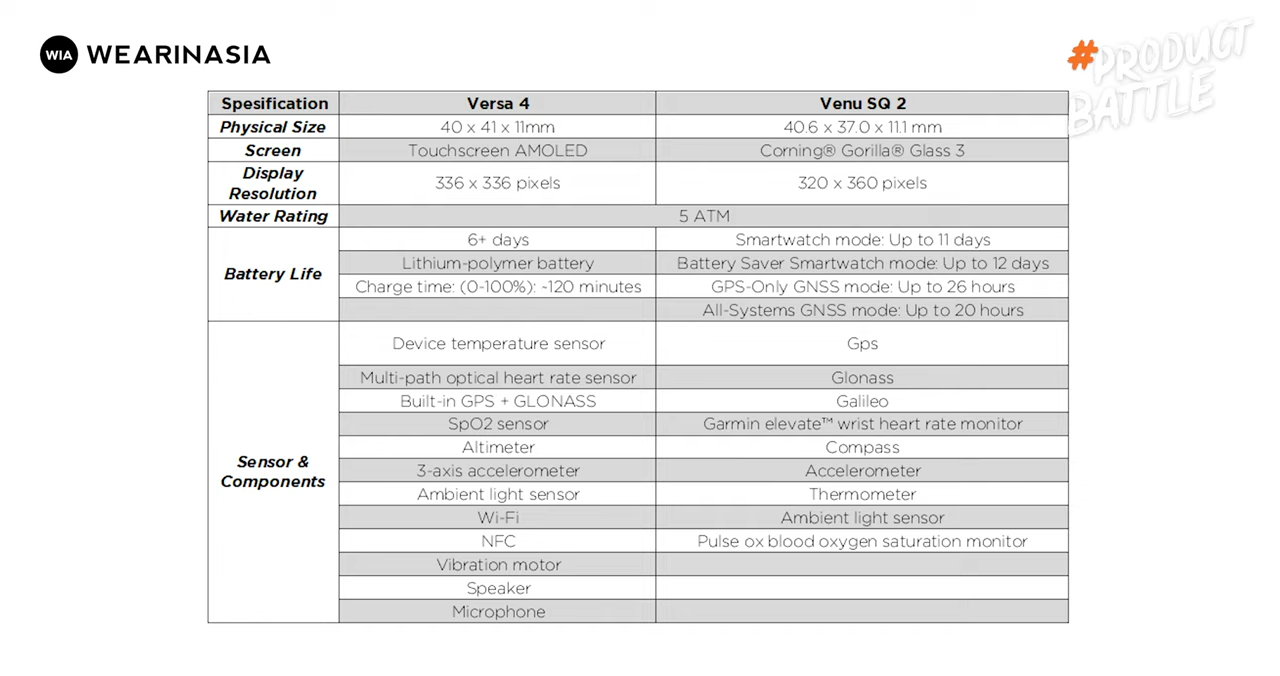 WIA WEARINASIA
#PRODUCT
BATTLE
Spesification Versa 4 Venu SQ 2
Physical Size 40 x 41 x 11mm 40.6 x 37.0 x 11.1 mm
Screen Touchscreen AMOLED Corning® Gorilla® Glass 3
Display
Resolution 336 x 336 pixels 320 x 360 pixels
Water Rating 5 ATM
Battery Life
6+ days Smartwatch mode: Up to 11 days
Lithium-polymer battery Battery Saver Smartwatch mode: Up to 12 days
Charge time: (0-100%): ~120 minutes GPS-Only GNSS mode: Up to 26 hours
All-Systems GNSS mode: Up to 20 hours
Sensor &
Components
Device temperature sensor Gps
Multi-path optical heart rate sensor Glonass
Built-in GPS + GLONASS Galileo
SpO2 sensor Garmin elevate™ wrist heart rate monitor
Altimeter Compass
3-axis accelerometer Accelerometer
Ambient light sensor Thermometer
Wi-Fi Ambient light sensor
NFC Pulse ox blood oxygen saturation monitor
Vibration motor
Speaker
Microphone